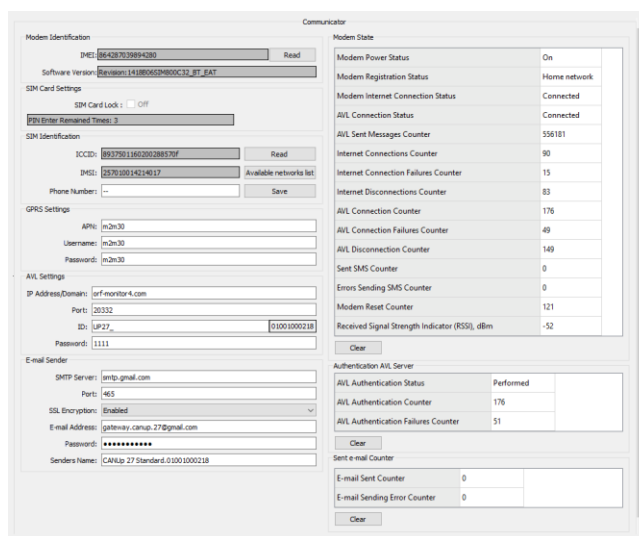 Communicator
Modem Identification
IMEI: 864287039894280 Read
Software Version: Revision:1418B06SIM800C32_BT_EAT
SIM Card Settings
SIM Card Lock : Off
PIN Enter Remained Times: 3
SIM Identification
ICCID: 8937501160200288570f Read
IMSI: 257010014214017 Available networks list
Phone Number: -- Save
GPRS Settings
APN: m2m30
Username: m2m30
Password: m2m30
AVL Settings
IP Address/Domain: orf-monitor4.com
Port: 20332
ID: UP27_ 01001000218
Password: 1111
E-mail Sender
SMTP Server: smtp.gmail.com
Port: 465
SSL Encryption: Enabled
E-mail Address: gateway.canup.27@gmail.com
Password: ●●●●●●●●●●●
Senders Name: CANUp 27 Standard.01001000218
Modem State
Modem Power Status On
Modem Registration Status Home network
Modem Internet Connection Status Connected
AVL Connection Status Connected
AVL Sent Messages Counter 556181
Internet Connections Counter 90
Internet Connection Failures Counter 15
Internet Disconnections Counter 83
AVL Connection Counter 176
AVL Connection Failures Counter 49
AVL Disconnection Counter 149
Sent SMS Counter 0
Errors Sending SMS Counter 0
Modem Reset Counter 121
Received Signal Strength Indicator (RSSI), dBm -52
Clear
Authentication AVL Server
AVL Authentication Status Performed
AVL Authentication Counter 176
AVL Authentication Failures Counter 51
Clear
Sent e-mail Counter
E-mail Sent Counter 0
E-mail Sending Error Counter 0
Clear